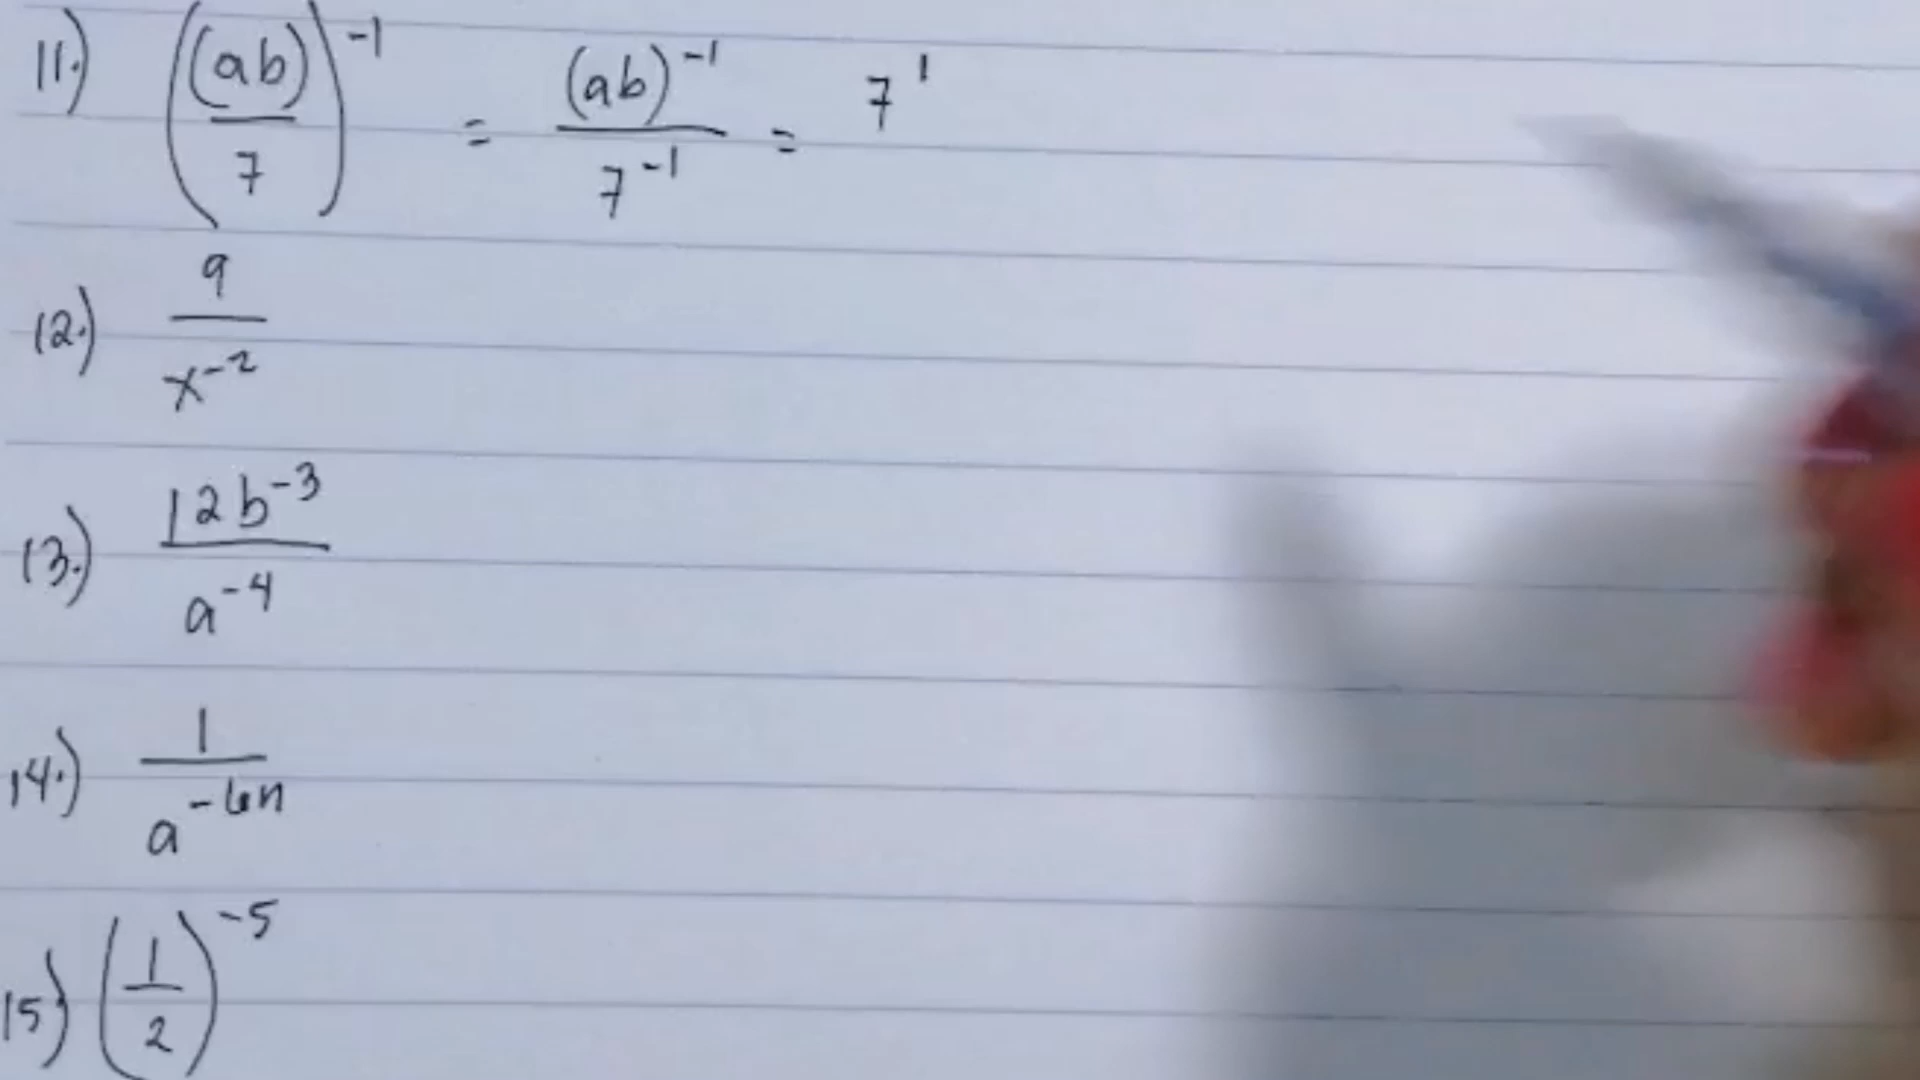 11.) ((ab)/7)^-1 = (ab)^-1/7^-1 = 7^1
12.) 9/x^-2
13.) 12b^-3/a^-4
14.) 1/a^-6n
15) (1/2)^-5